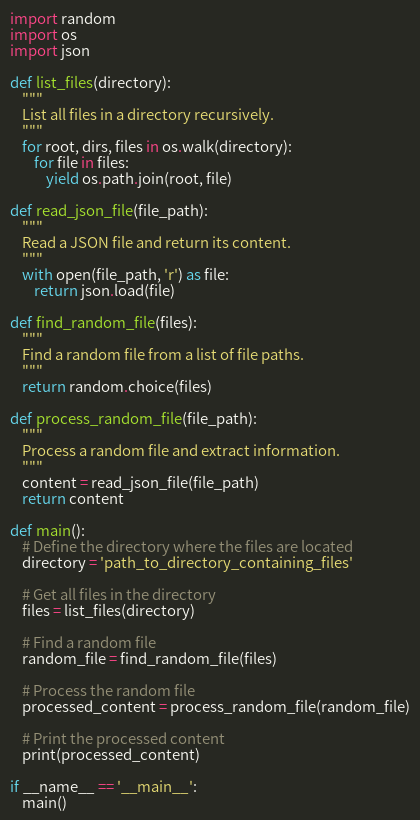 import random
import os
import json

def list_files(directory):
    """
    List all files in a directory recursively.
    """
    for root, dirs, files in os.walk(directory):
        for file in files:
            yield os.path.join(root, file)

def read_json_file(file_path):
    """
    Read a JSON file and return its content.
    """
    with open(file_path, 'r') as file:
        return json.load(file)

def find_random_file(files):
    """
    Find a random file from a list of file paths.
    """
    return random.choice(files)

def process_random_file(file_path):
    """
    Process a random file and extract information.
    """
    content = read_json_file(file_path)
    return content

def main():
    # Define the directory where the files are located
    directory = 'path_to_directory_containing_files'

    # Get all files in the directory
    files = list_files(directory)

    # Find a random file
    random_file = find_random_file(files)

    # Process the random file
    processed_content = process_random_file(random_file)

    # Print the processed content
    print(processed_content)

if __name__ == '__main__':
    main()